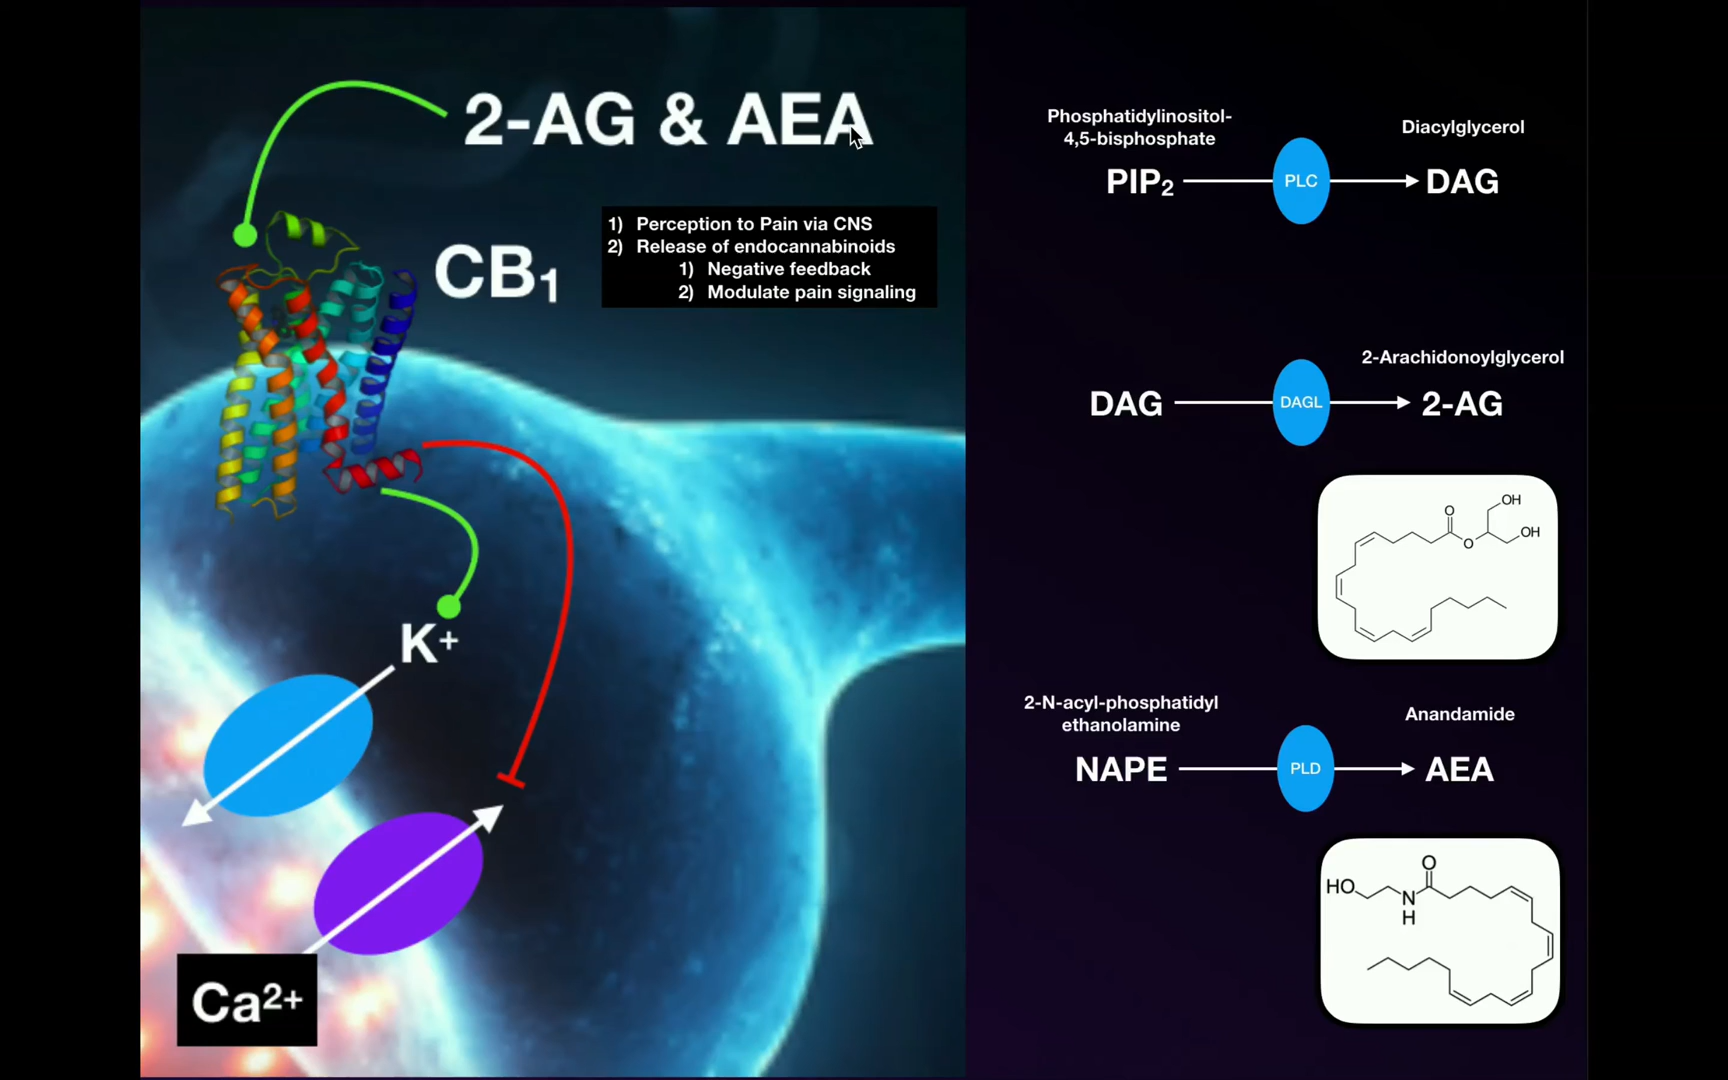 2-AG & AEA
CB₁
1) Perception to Pain via CNS
2) Release of endocannabinoids
1) Negative feedback
2) Modulate pain signaling
K⁺
Ca²⁺
Phosphatidylinositol-
4,5-bisphosphate
Diacylglycerol
PIP₂
PLC
DAG
2-Arachidonoylglycerol
DAG
DAGL
2-AG
OH
O
OH
O
2-N-acyl-phosphatidyl
ethanolamine
Anandamide
NAPE
PLD
AEA
O
HO
N
H